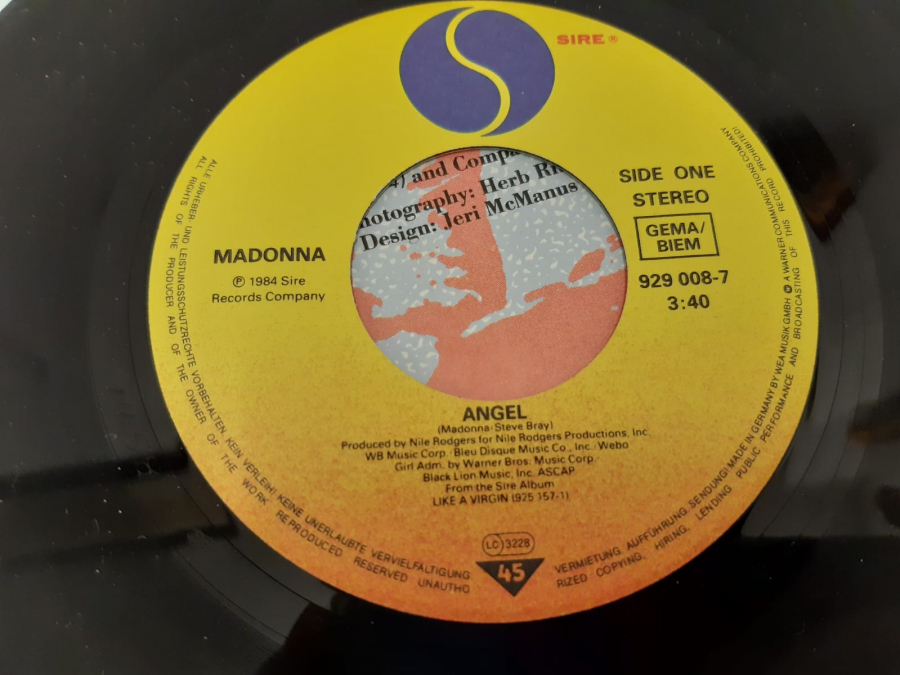 SIRE®
4) and Compa
hotography: Herb Ri
Design: Jeri McManus
SIDE ONE
STEREO
GEMA/
BIEM
929 008-7
3:40
MADONNA
℗ 1984 Sire
Records Company
ANGEL
(Madonna·Steve Bray)
Produced by Nile Rodgers for Nile Rodgers Productions, Inc.
WB Music Corp.· Bleu Disque Music Co., Inc.· Webo
Girl Adm. by Warner Bros. Music Corp.·
Black Lion Music, Inc. ASCAP
From the Sire Album
LIKE A VIRGIN (925 157-1)
LC 3228
45
ALLE URHEBER- UND LEISTUNGSSCHUTZRECHTE VORBEHALTEN. KEIN VERLEIH! KEINE UNERLAUBTE VERVIELFÄLTIGUNG, VERMIETUNG, AUFFÜHRUNG, SENDUNG! MADE IN GERMANY BY WEA MUSIK GMBH A WARNER COMMUNICATIONS COMPANY
ALL RIGHTS OF THE PRODUCER AND OF THE OWNER OF THE WORK REPRODUCED RESERVED UNAUTHO RIZED COPYING, HIRING, LENDING PUBLIC PERFORMANCE AND BROADCASTING OF THIS RECORD PROHIBITED!